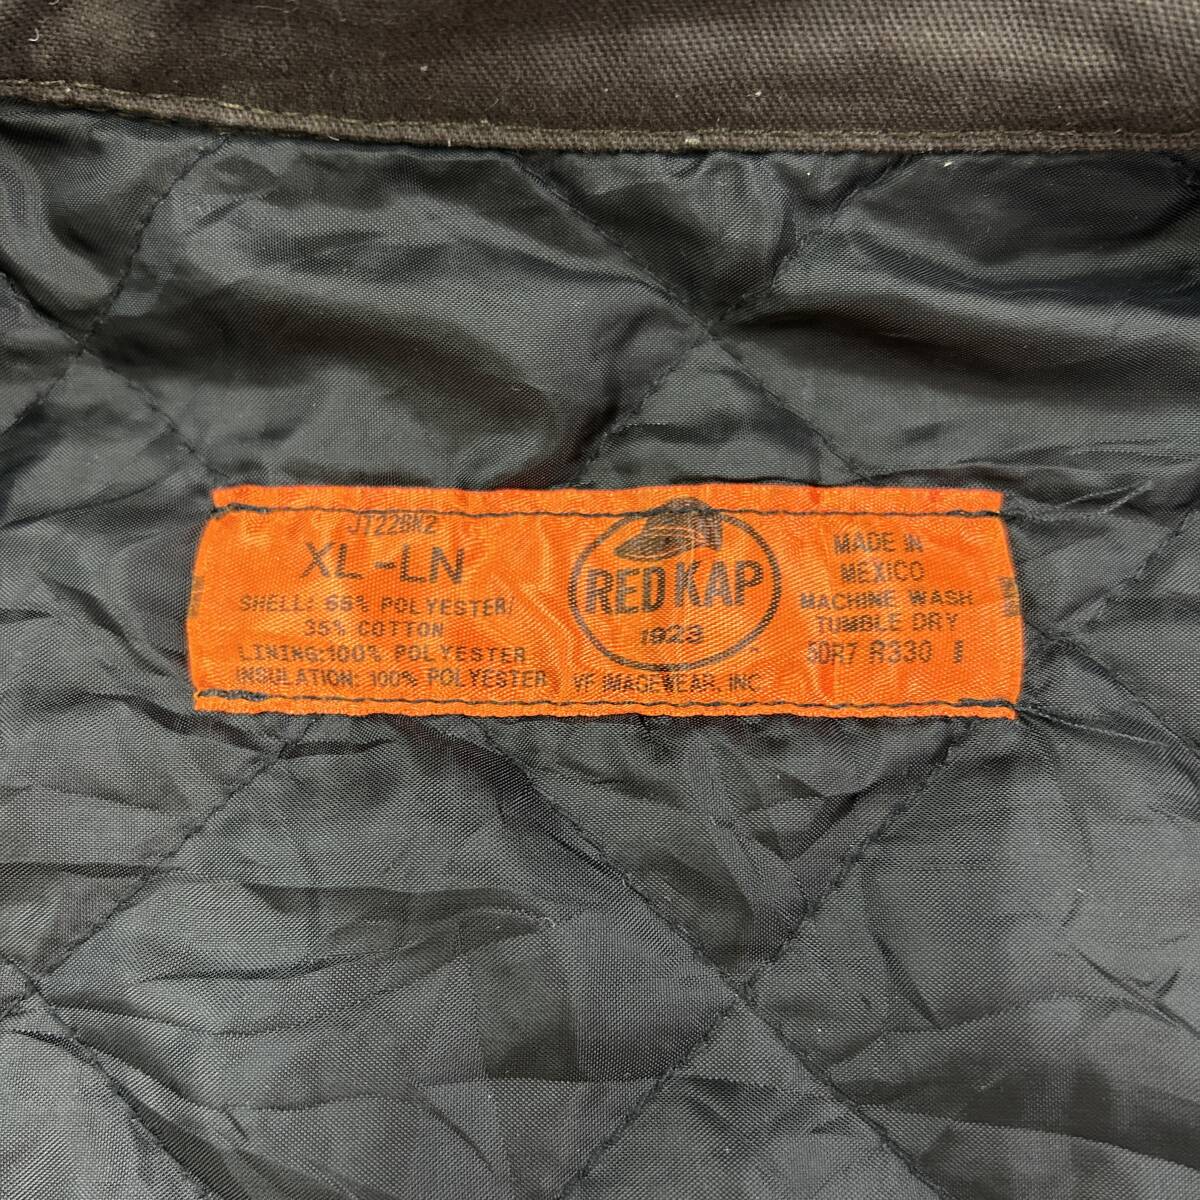 JT22BN2
XL-LN
SHELL: 65% POLYESTER/
35% COTTON
LINING:100% POLYESTER
INSULATION: 100% POLYESTER
RED KAP
1923
VF IMAGEWEAR, INC
MADE IN
MEXICO
MACHINE WASH
TUMBLE DRY
R330